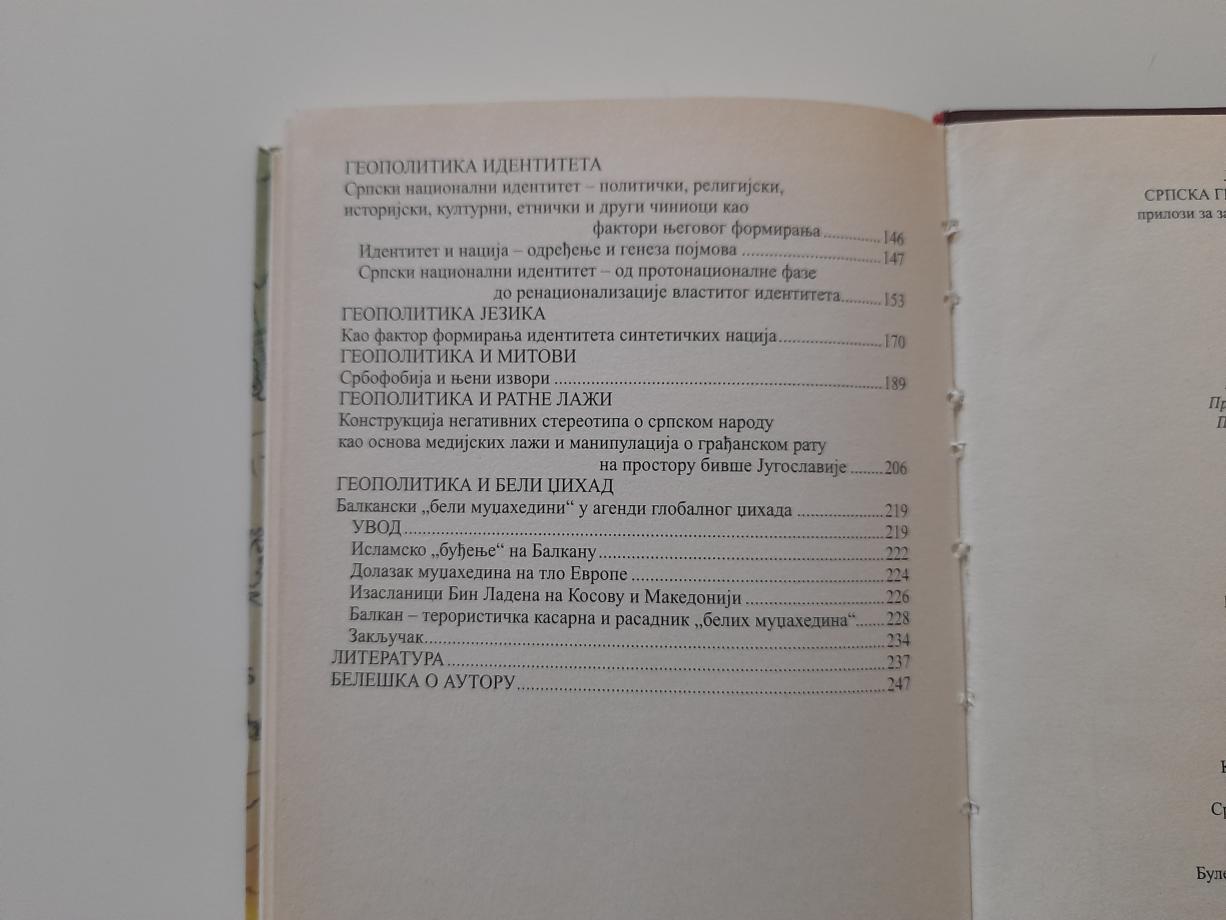 ГЕОПОЛИТИКА ИДЕНТИТЕТА
Српски национални идентитет – политички, религијски,
историјски, културни, етнички и други чиниоци као
фактори његовог формирања..............146
Идентитет и нација – одређење и генеза појмова ...................................147
Српски национални идентитет – од протонационалне фазе
до ренационализације властитог идентитета.........153
ГЕОПОЛИТИКА ЈЕЗИКА
Као фактор формирања идентитета синтетичких нација.........................170
ГЕОПОЛИТИКА И МИТОВИ
Србофобија и њени извори ........................................................................189
ГЕОПОЛИТИКА И РАТНЕ ЛАЖИ
Конструкција негативних стереотипа о српском народу
као основа медијских лажи и манипулација о грађанском рату
на простору бивше Југославије ........206
ГЕОПОЛИТИКА И БЕЛИ ЏИХАД
Балкански „бели муџахедини“ у агенди глобалног џихада ...................219
УВОД..........................................................................................................219
Исламско „буђење“ на Балкану...............................................................222
Долазак муџахедина на тло Европе ........................................................224
Изасланици Бин Ладена на Косову и Македонији ..............................226
Балкан – терористичка касарна и расадник „белих муџахедина“.......228
Закључак....................................................................................................234
ЛИТЕРАТУРА..............................................................................................237
БЕЛЕШКА О АУТОРУ................................................................................247
СРПСКА
прилози за